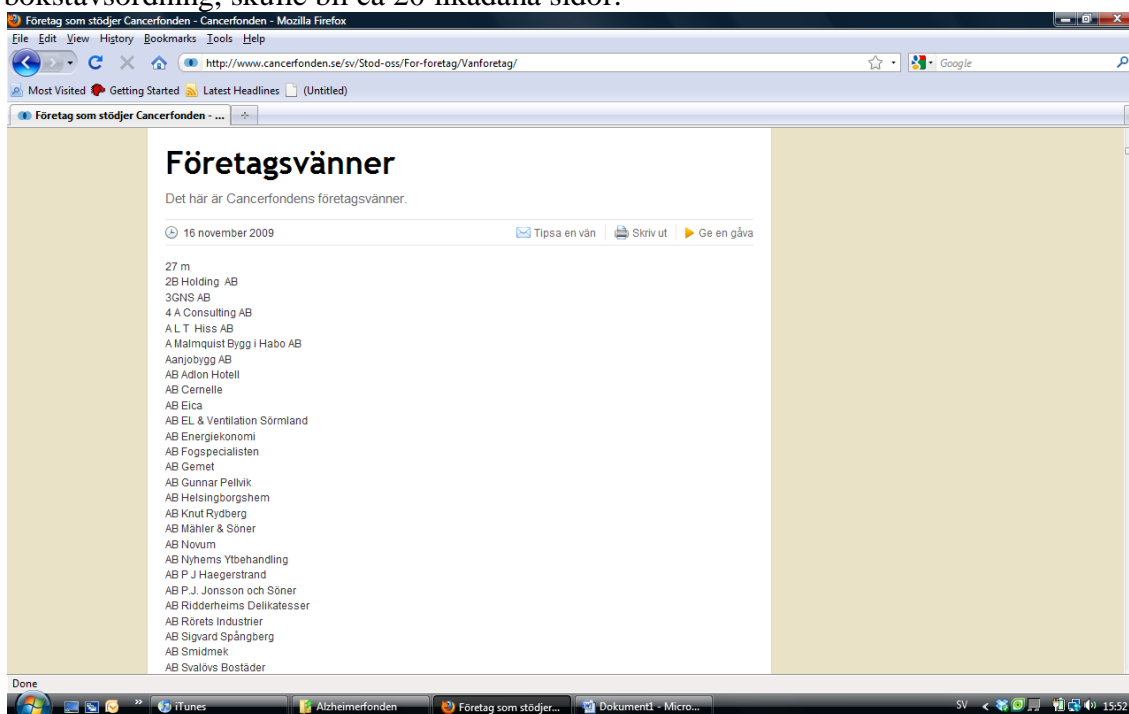 bokstavsordning, skulle bli ca 20 likadana sidor.
Företag som stödjer Cancerfonden - Cancerfonden - Mozilla Firefox
File Edit View History Bookmarks Tools Help
http://www.cancerfonden.se/sv/Stod-oss/For-foretag/Vanforetag/
Google
Most Visited Getting Started Latest Headlines (Untitled)
Företag som stödjer Cancerfonden - ...
Företagsvänner
Det här är Cancerfondens företagsvänner.
16 november 2009 Tipsa en vän Skriv ut Ge en gåva
27 m
2B Holding AB
3GNS AB
4 A Consulting AB
A L T Hiss AB
A Malmquist Bygg i Habo AB
Aanjobygg AB
AB Adlon Hotell
AB Cernelle
AB Eica
AB EL & Ventilation Sörmland
AB Energiekonomi
AB Fogspecialisten
AB Gemet
AB Gunnar Pellvik
AB Helsingborgshem
AB Knut Rydberg
AB Mähler & Söner
AB Novum
AB Nyhems Ytbehandling
AB P J Haegerstrand
AB P.J. Jonsson och Söner
AB Ridderheims Delikatesser
AB Rörets Industrier
AB Sigvard Spångberg
AB Smidmek
AB Svalövs Bostäder
Done
iTunes Alzheimerfonden Företag som stödjer... Dokument1 - Micro... SV 15:52